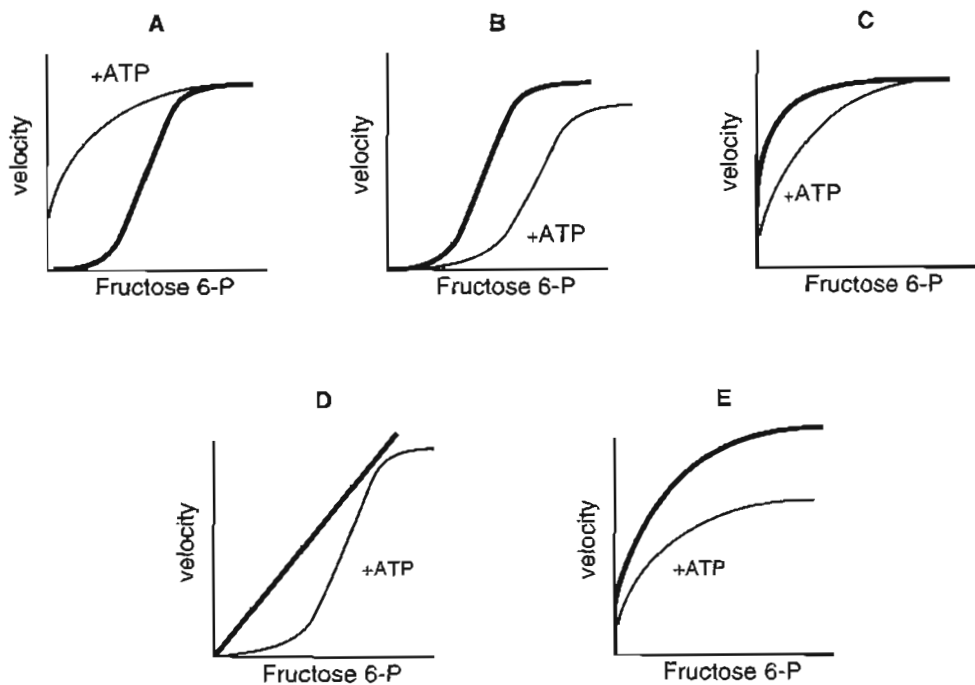 A
+ATP
velocity
Fructose 6-P
B
velocity
+ATP
Fructose 6-P
C
velocity
+ATP
Fructose 6-P
D
velocity
+ATP
Fructose 6-P
E
velocity
+ATP
Fructose 6-P